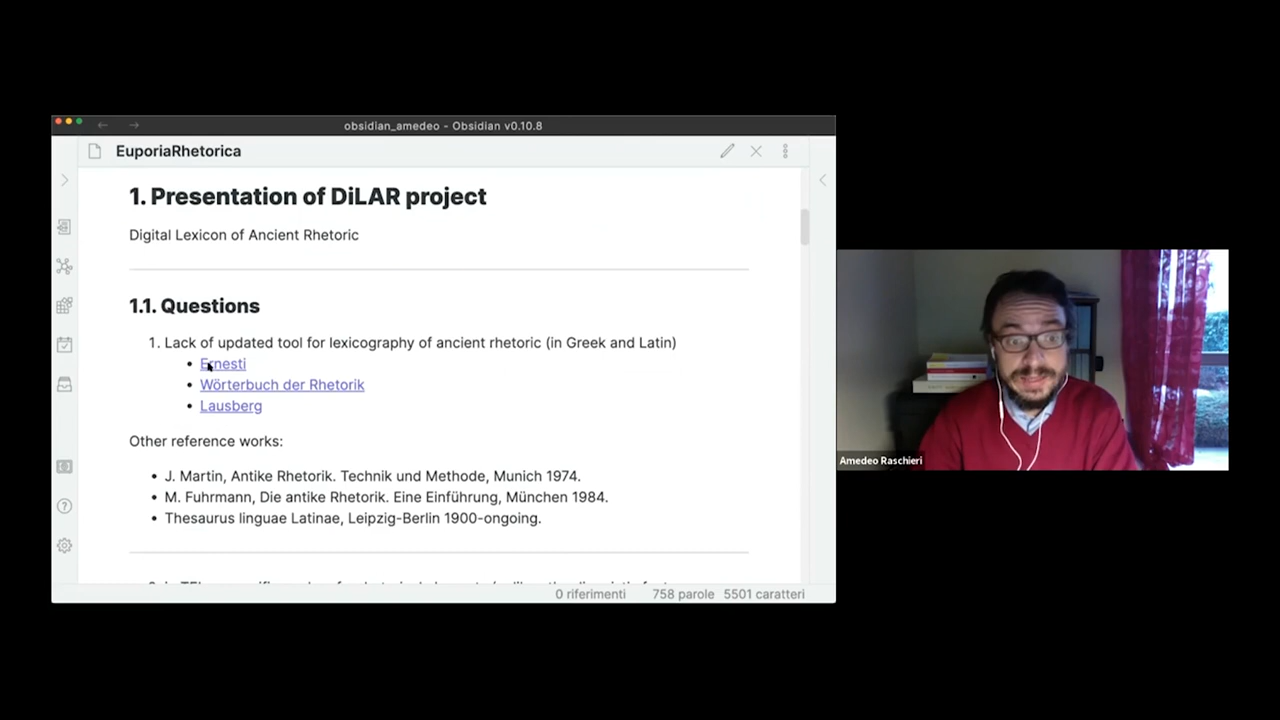 obsidian_amedeo - Obsidian v0.10.8
EuporiaRhetorica
1. Presentation of DiLAR project
Digital Lexicon of Ancient Rhetoric
1.1. Questions
1. Lack of updated tool for lexicography of ancient rhetoric (in Greek and Latin)
• Ernesti
• Wörterbuch der Rhetorik
• Lausberg
Other reference works:
• J. Martin, Antike Rhetorik. Technik und Methode, Munich 1974.
• M. Fuhrmann, Die antike Rhetorik. Eine Einführung, München 1984.
• Thesaurus linguae Latinae, Leipzig-Berlin 1900-ongoing.
0 riferimenti 758 parole 5501 caratteri
Amedeo Raschieri